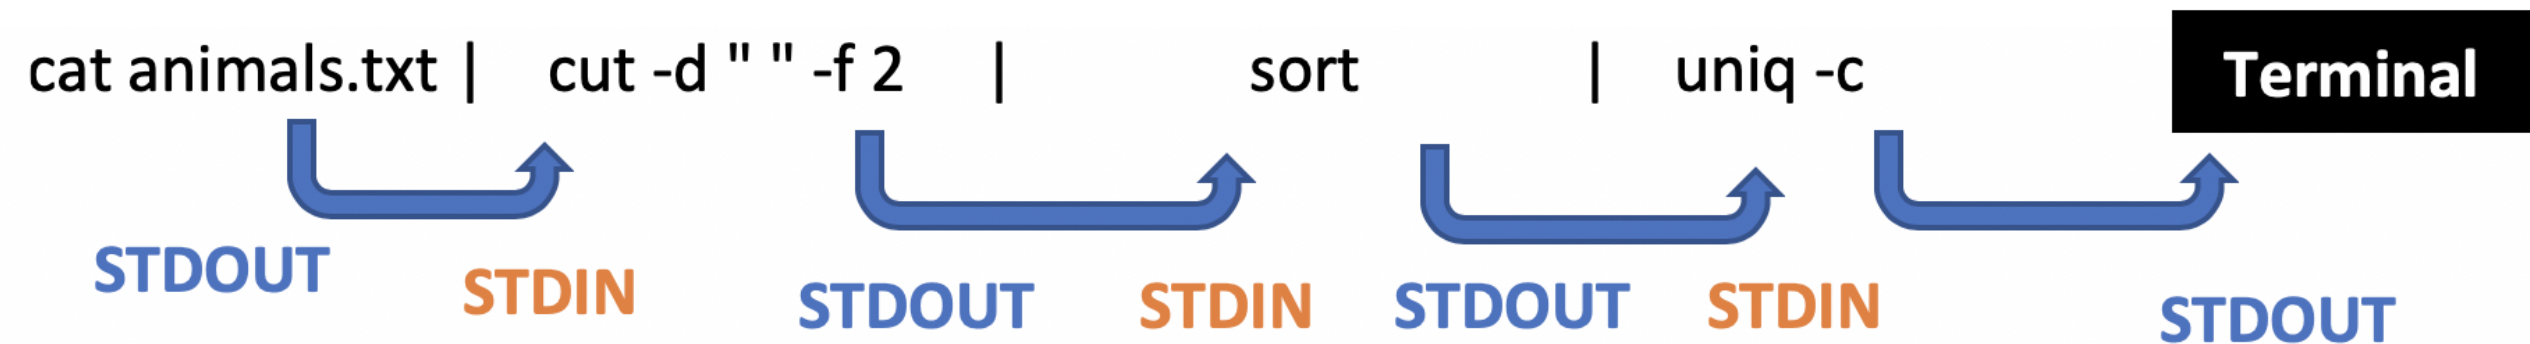 cat animals.txt | cut -d " " -f 2 | sort | uniq -c Terminal
STDOUT STDIN STDOUT STDIN STDOUT STDIN STDOUT